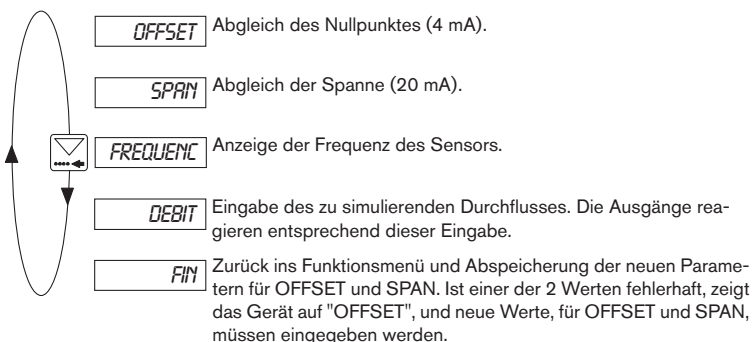 OFFSET Abgleich des Nullpunktes (4 mA).
SPAN Abgleich der Spanne (20 mA).
FREQUENC Anzeige der Frequenz des Sensors.
DEBIT Eingabe des zu simulierenden Durchflusses. Die Ausgänge rea-
gieren entsprechend dieser Eingabe.
FIN Zurück ins Funktionsmenü und Abspeicherung der neuen Parame-
tern für OFFSET und SPAN. Ist einer der 2 Werten fehlerhaft, zeigt
das Gerät auf "OFFSET", und neue Werte, für OFFSET und SPAN,
müssen eingegeben werden.